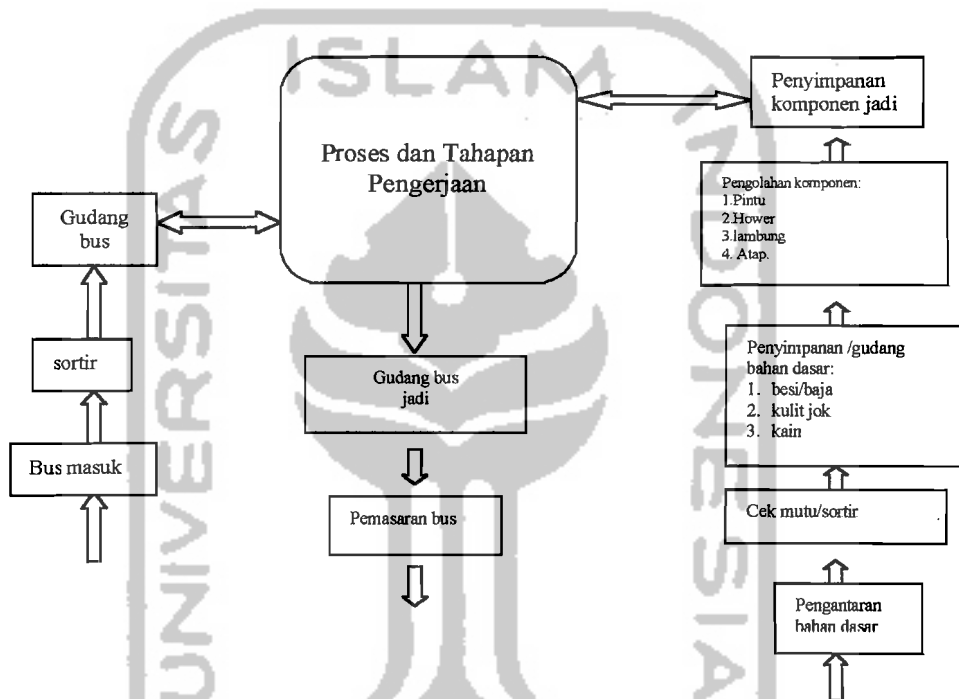 UNIVERSITAS
ISLAM
INDONESIA
Proses dan Tahapan
Pengerjaan
Penyimpanan
komponen jadi
Pengolahan komponen:
1.Pintu
2.Hower
3.lambung
4. Atap.
Gudang
bus
sortir
Bus masuk
Gudang bus
jadi
Pemasaran bus
Penyimpanan /gudang
bahan dasar:
1. besi/baja
2. kulit jok
3. kain
Cek mutu/sortir
Pengantaran
bahan dasar